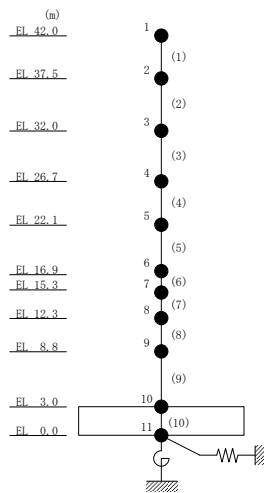 (m)
EL 42.0
1
(1)
EL 37.5
2
(2)
EL 32.0
3
(3)
EL 26.7
4
(4)
EL 22.1
5
(5)
EL 16.9
6
(6)
EL 15.3
7
(7)
EL 12.3
8
(8)
EL 8.8
9
(9)
EL 3.0
10
(10)
EL 0.0
11